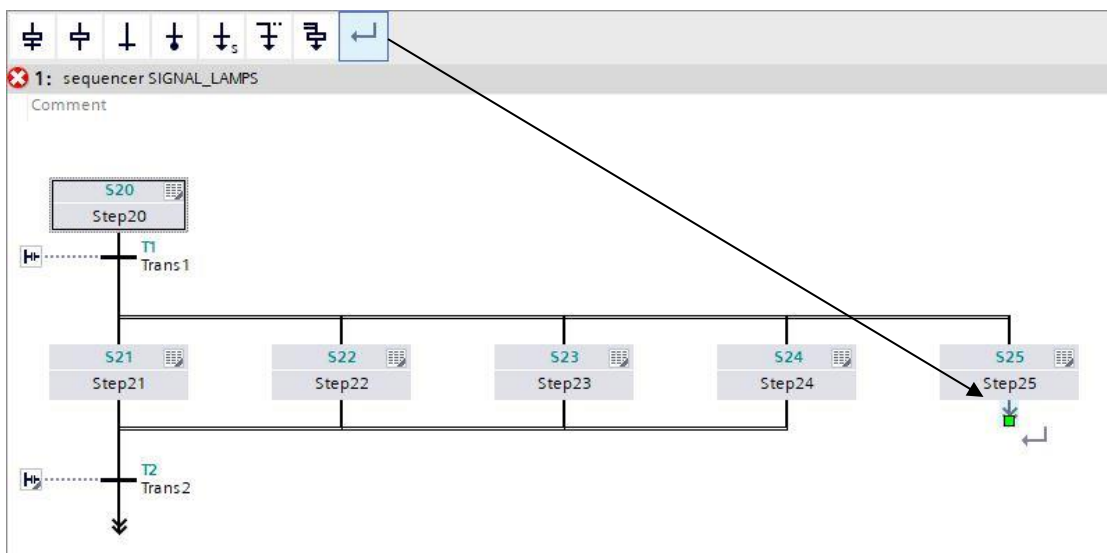 S
1: sequencer SIGNAL_LAMPS
Comment
S20
Step20
T1
Trans1
S21 S22 S23 S24 S25
Step21 Step22 Step23 Step24 Step25
T2
Trans2